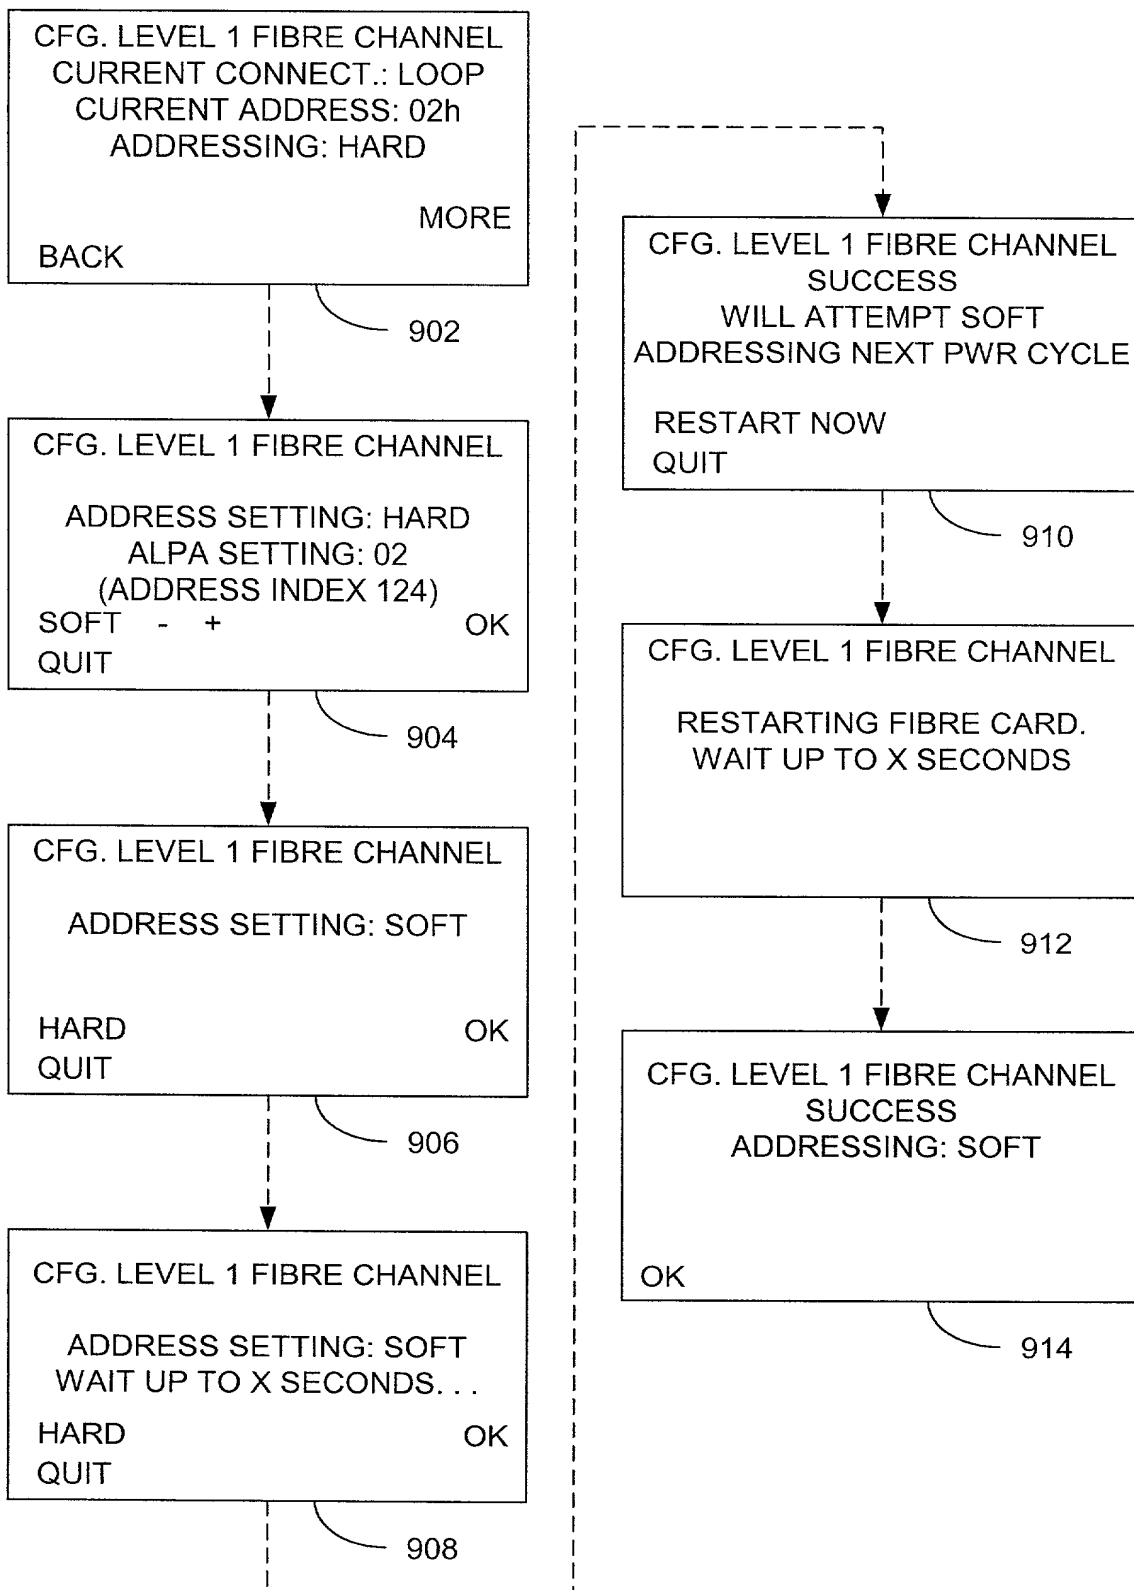 CFG. LEVEL 1 FIBRE CHANNEL
CURRENT CONNECT.: LOOP
CURRENT ADDRESS: 02h
ADDRESSING: HARD
MORE
BACK
902
CFG. LEVEL 1 FIBRE CHANNEL
ADDRESS SETTING: HARD
ALPA SETTING: 02
(ADDRESS INDEX 124)
SOFT - + OK
QUIT
904
CFG. LEVEL 1 FIBRE CHANNEL
ADDRESS SETTING: SOFT
HARD OK
QUIT
906
CFG. LEVEL 1 FIBRE CHANNEL
ADDRESS SETTING: SOFT
WAIT UP TO X SECONDS. . .
HARD OK
QUIT
908
CFG. LEVEL 1 FIBRE CHANNEL
SUCCESS
WILL ATTEMPT SOFT
ADDRESSING NEXT PWR CYCLE
RESTART NOW
QUIT
910
CFG. LEVEL 1 FIBRE CHANNEL
RESTARTING FIBRE CARD.
WAIT UP TO X SECONDS
912
CFG. LEVEL 1 FIBRE CHANNEL
SUCCESS
ADDRESSING: SOFT
OK
914